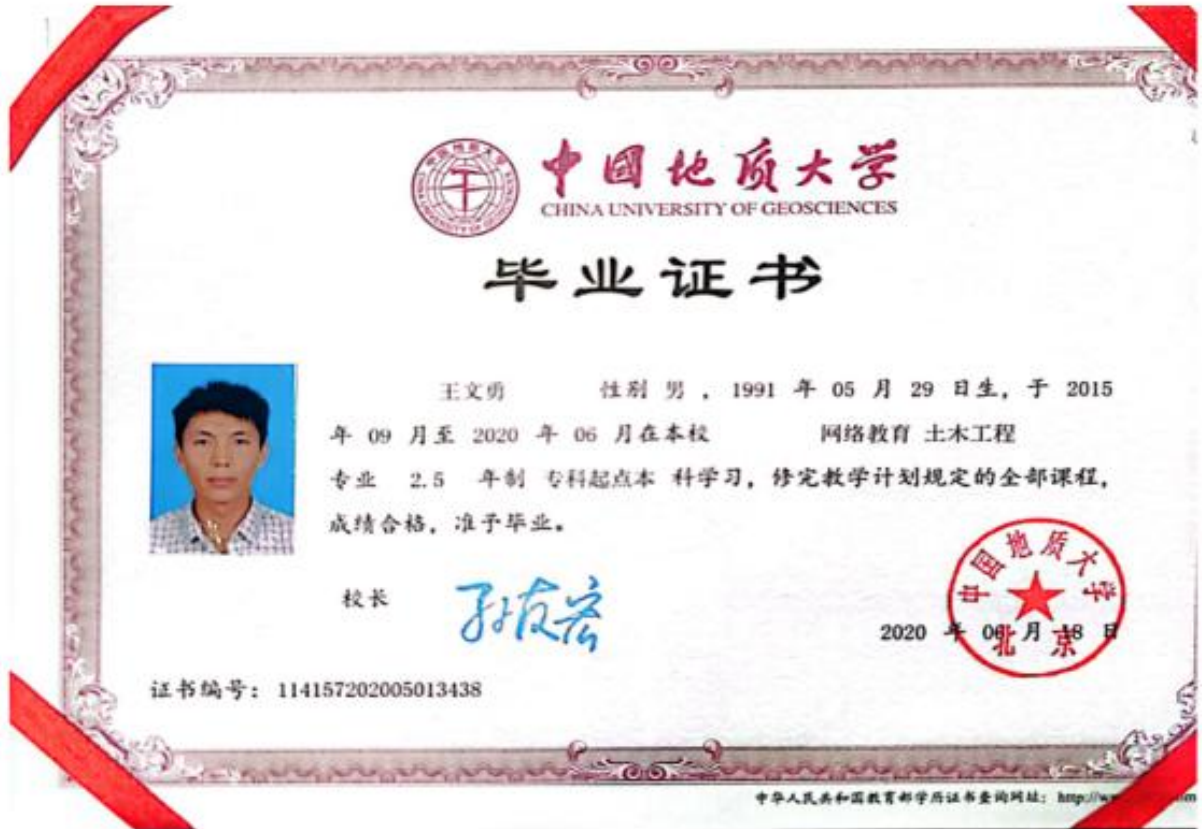 中国地质大学
CHINA UNIVERSITY OF GEOSCIENCES
毕业证书
王文勇 性别 男 ，1991 年 05 月 29 日生，于 2015
年 09 月至 2020 年 06 月在本校 网络教育 土木工程
专业 2.5 年制 专科起点本 科学习，修完教学计划规定的全部课程，
成绩合格，准予毕业。
校长 孙友宏
中国地质大学
北京
2020 年 06 月 18 日
证书编号：114157202005013438
中华人民共和国教育部学历证书查询网址：http://w